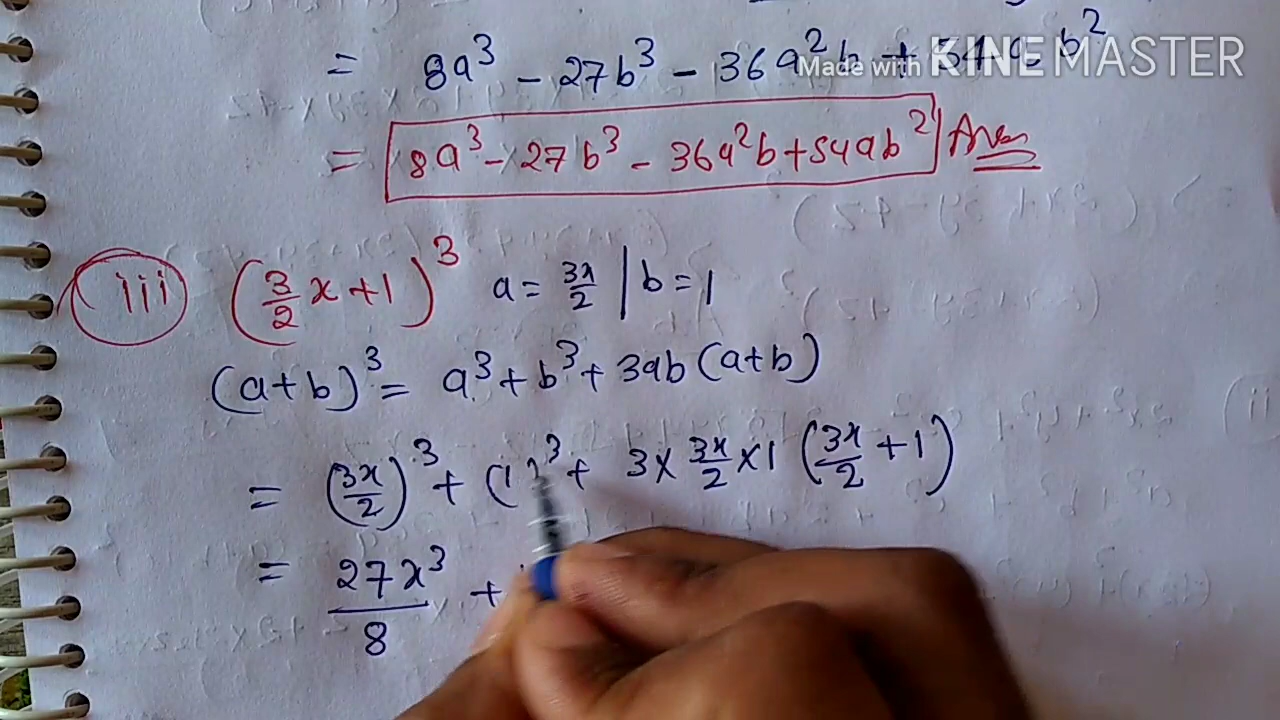 = 8a³ - 27b³ - 36a²b + 54ab²
Made with KINEMASTER
= 8a³ - 27b³ - 36a²b + 54ab² Ans
iii (3/2 x + 1)³ a = 3x/2 | b = 1
(a+b)³ = a³ + b³ + 3ab (a+b)
= (3x/2)³ + (1)³ + 3 × 3x/2 × 1 (3x/2 + 1)
= 27x³/8 +